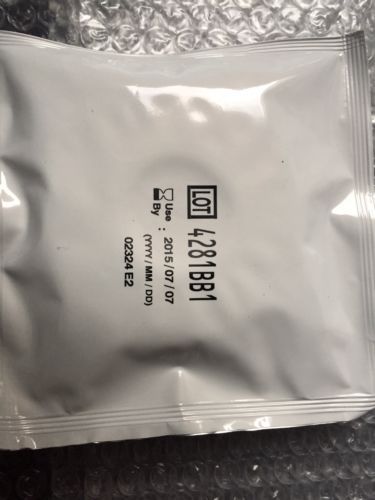 LOT 4281BB1
Use By : 2015/07/07
(YYYY / MM / DD)
02324 E2